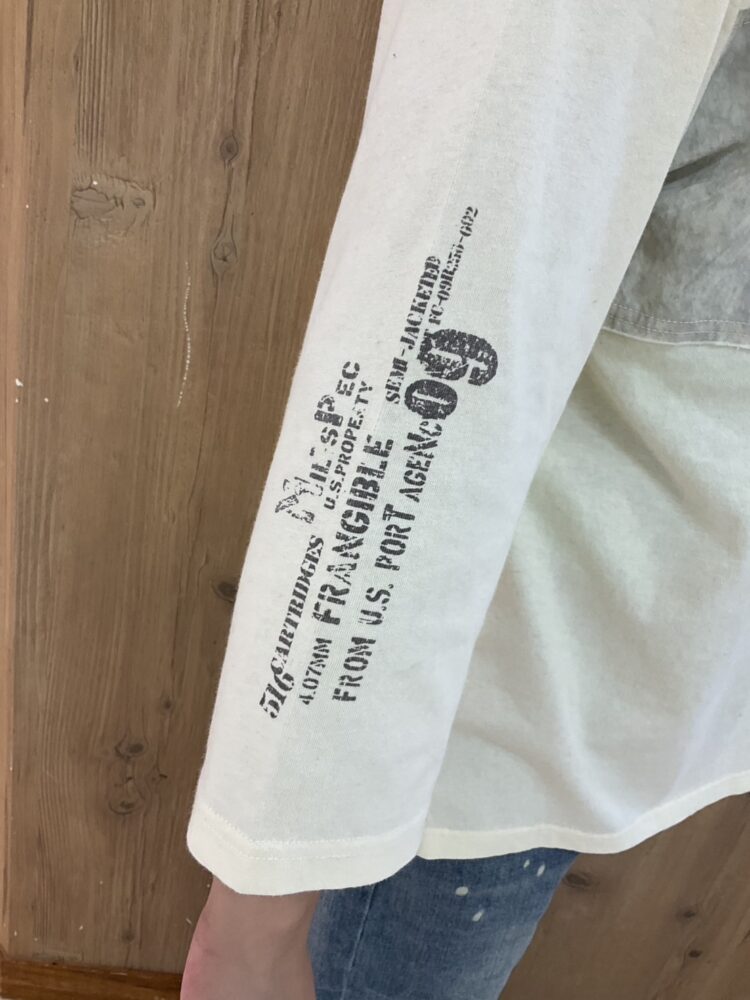 516 CARTRIDGES MIL-SPEC
U.S.PROPERTY
4.07MM FRANGIBLE SEMI-JACKETED
FROM U.S. PORT AGENC 09